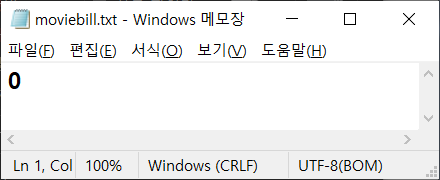 moviebill.txt - Windows 메모장
파일(F) 편집(E) 서식(O) 보기(V) 도움말(H)
0
Ln 1, Col 100% Windows (CRLF) UTF-8(BOM)